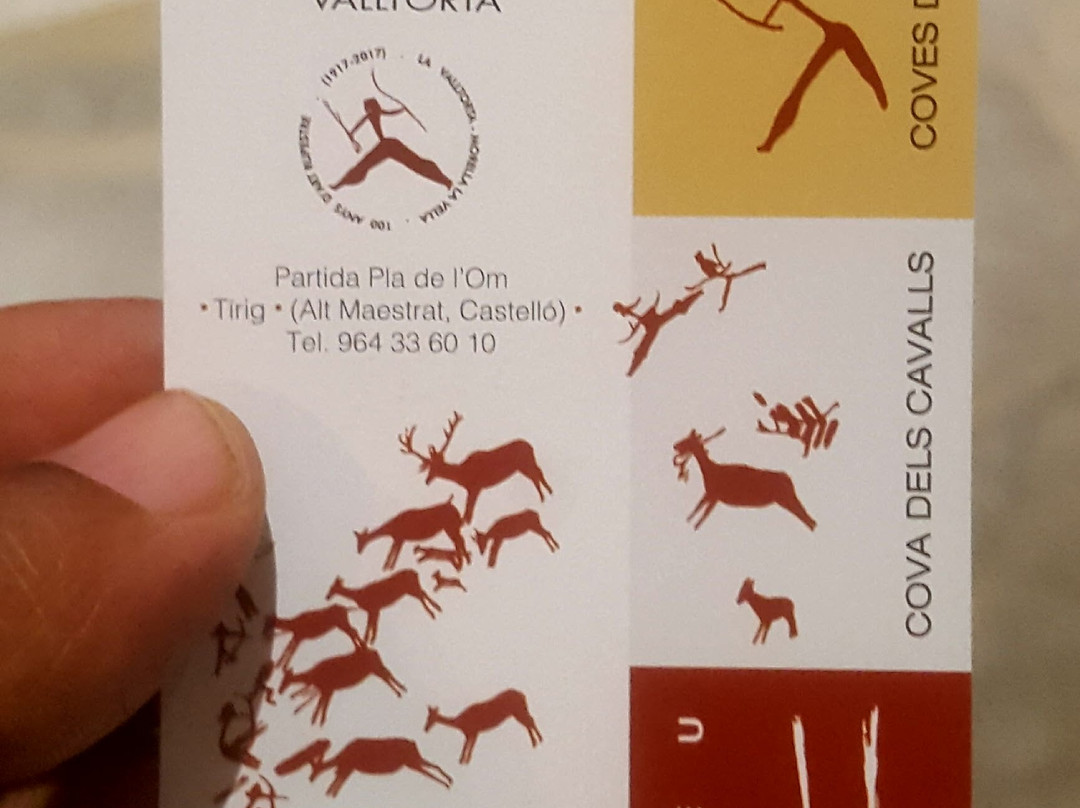 VALLTORTA
(1917-2017) · LA VALLTORTA - MORELLA LA VELLA · 100 ANYS D'ART RUPESTRE ·
Partida Pla de l'Om
• Tírig • (Alt Maestrat, Castelló) •
Tel. 964 33 60 10
COVES D
COVA DELS CAVALLS
U